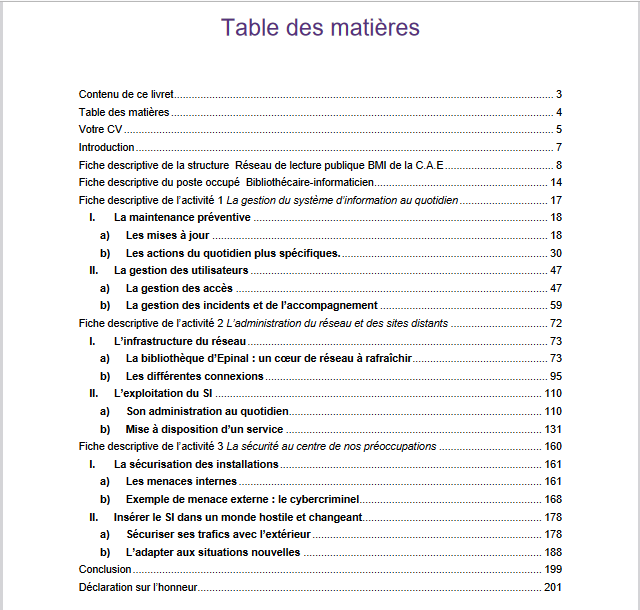 Table des matières
Contenu de ce livret 3
Table des matières 4
Votre CV 5
Introduction 7
Fiche descriptive de la structure Réseau de lecture publique BMI de la C.A.E 8
Fiche descriptive du poste occupé Bibliothécaire-informaticien 14
Fiche descriptive de l'activité 1 La gestion du système d'information au quotidien 17
I. La maintenance préventive 18
a) Les mises à jour 18
b) Les actions du quotidien plus spécifiques. 30
II. La gestion des utilisateurs 47
a) La gestion des accès 47
b) La gestion des incidents et de l'accompagnement 59
Fiche descriptive de l'activité 2 L'administration du réseau et des sites distants 72
I. L'infrastructure du réseau 73
a) La bibliothèque d'Epinal : un cœur de réseau à rafraîchir 73
b) Les différentes connexions 95
II. L'exploitation du SI 110
a) Son administration au quotidien 110
b) Mise à disposition d'un service 131
Fiche descriptive de l'activité 3 La sécurité au centre de nos préoccupations 160
I. La sécurisation des installations 161
a) Les menaces internes 161
b) Exemple de menace externe : le cybercriminel 168
II. Insérer le SI dans un monde hostile et changeant 178
a) Sécuriser ses trafics avec l'extérieur 178
b) L'adapter aux situations nouvelles 188
Conclusion 199
Déclaration sur l'honneur 201